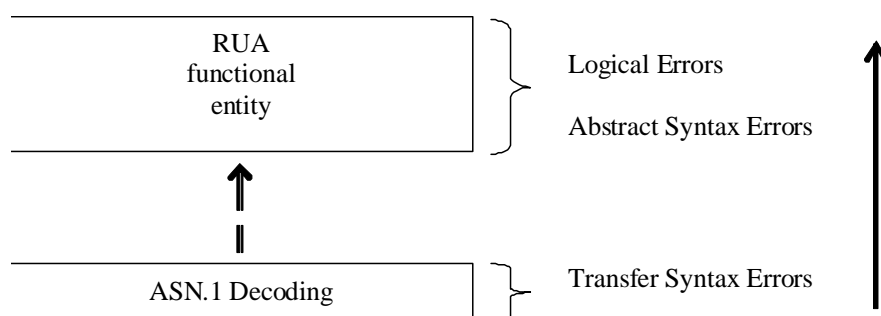 RUA
functional
entity
Logical Errors
Abstract Syntax Errors
ASN.1 Decoding
Transfer Syntax Errors